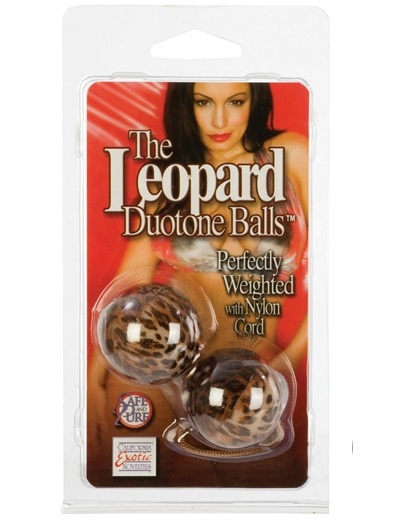 The
Leopard
Duotone Balls™
Perfectly
Weighted
with Nylon
Cord
SAFE
AND
PURE
CALIFORNIA
Exotic
NOVELTIES